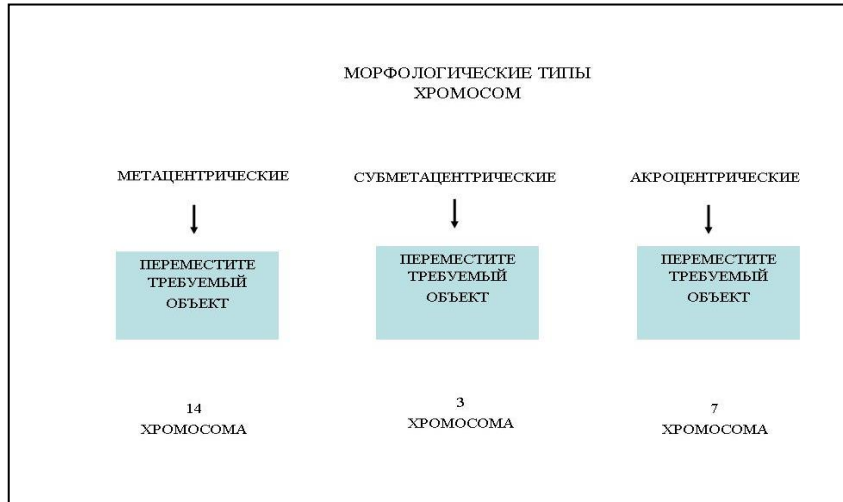 МОРФОЛОГИЧЕСКИЕ ТИПЫ
ХРОМОСОМ
МЕТАЦЕНТРИЧЕСКИЕ
СУБМЕТАЦЕНТРИЧЕСКИЕ
АКРОЦЕНТРИЧЕСКИЕ
ПЕРЕМЕСТИТЕ
ТРЕБУЕМЫЙ
ОБЪЕКТ
ПЕРЕМЕСТИТЕ
ТРЕБУЕМЫЙ
ОБЪЕКТ
ПЕРЕМЕСТИТЕ
ТРЕБУЕМЫЙ
ОБЪЕКТ
14
ХРОМОСОМА
3
ХРОМОСОМА
7
ХРОМОСОМА